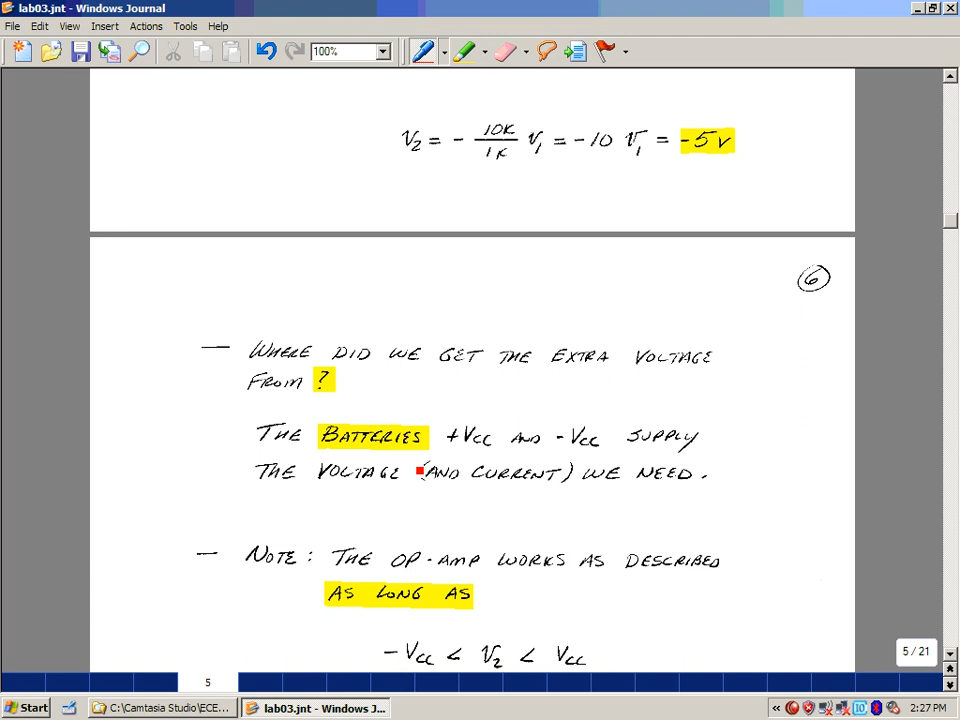 lab03.jnt - Windows Journal
File Edit View Insert Actions Tools Help
100%
V2 = - 10K/1K V1 = -10 V1 = -5V
6
— WHERE DID WE GET THE EXTRA VOLTAGE
FROM ?
THE BATTERIES +VCC AND -VCC SUPPLY
THE VOLTAGE (AND CURRENT) WE NEED.
— NOTE: THE OP-AMP WORKS AS DESCRIBED
AS LONG AS
-VCC < V2 < VCC
5 / 21
5
Start C:\Camtasia Studio\ECE... lab03.jnt - Windows J... 2:27 PM